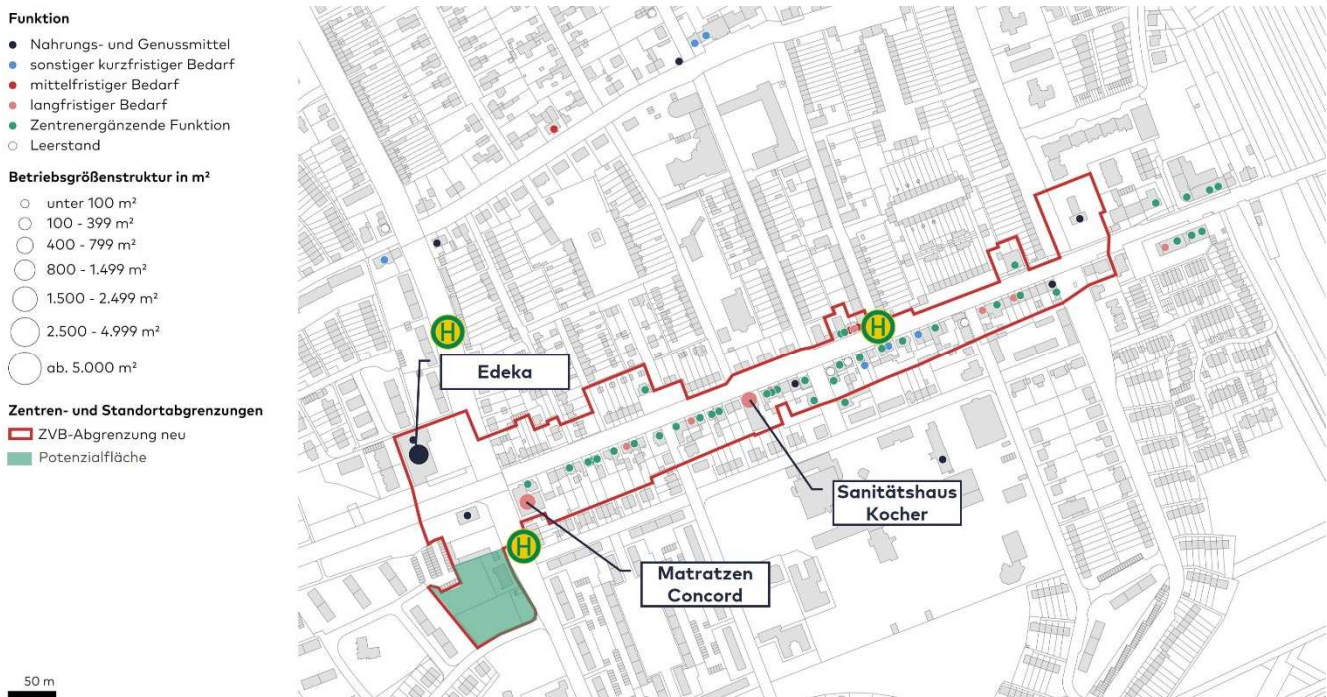 Funktion
Nahrungs- und Genussmittel
sonstiger kurzfristiger Bedarf
mittelfristiger Bedarf
langfristiger Bedarf
Zentrenergänzende Funktion
Leerstand
Betriebsgrößenstruktur in m²
unter 100 m²
100 - 399 m²
400 - 799 m²
800 - 1.499 m²
1.500 - 2.499 m²
2.500 - 4.999 m²
ab. 5.000 m²
Zentren- und Standortabgrenzungen
ZVB-Abgrenzung neu
Potenzialfläche
50 m
H
Edeka
H
Sanitätshaus
Kocher
H
Matratzen
Concord